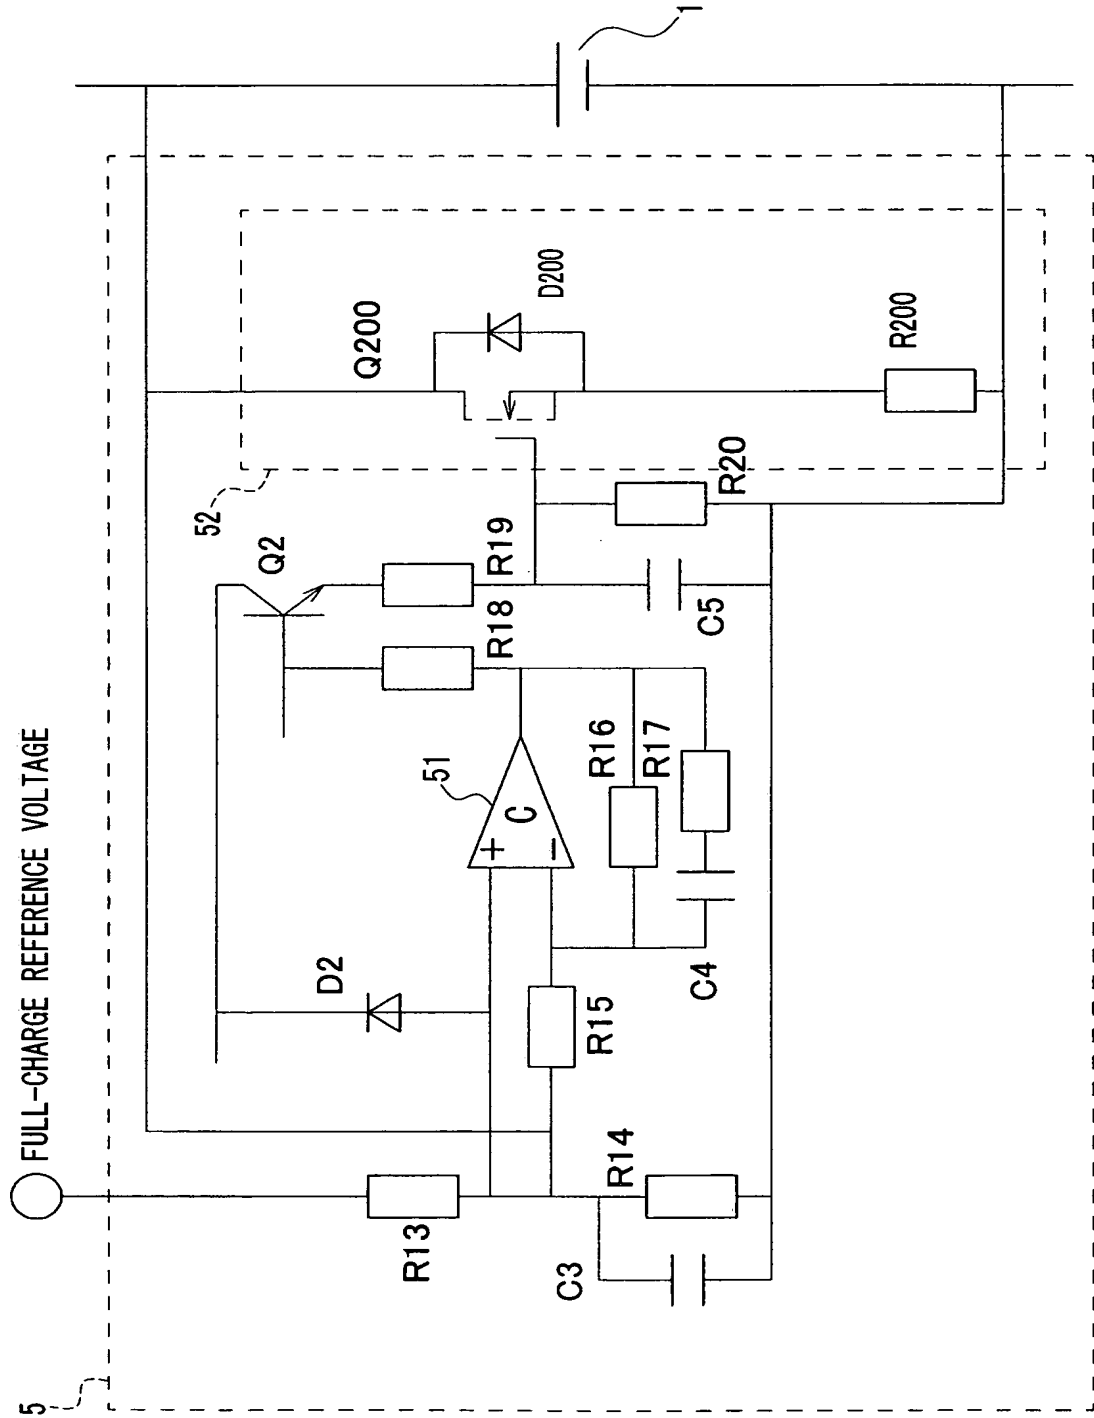 5
FULL-CHARGE REFERENCE VOLTAGE
1
52
Q200
D200
Q2
D2
R19
R18
R200
R20
51
C
+
−
R13
R15
R16
R17
C5
R14
C4
C3